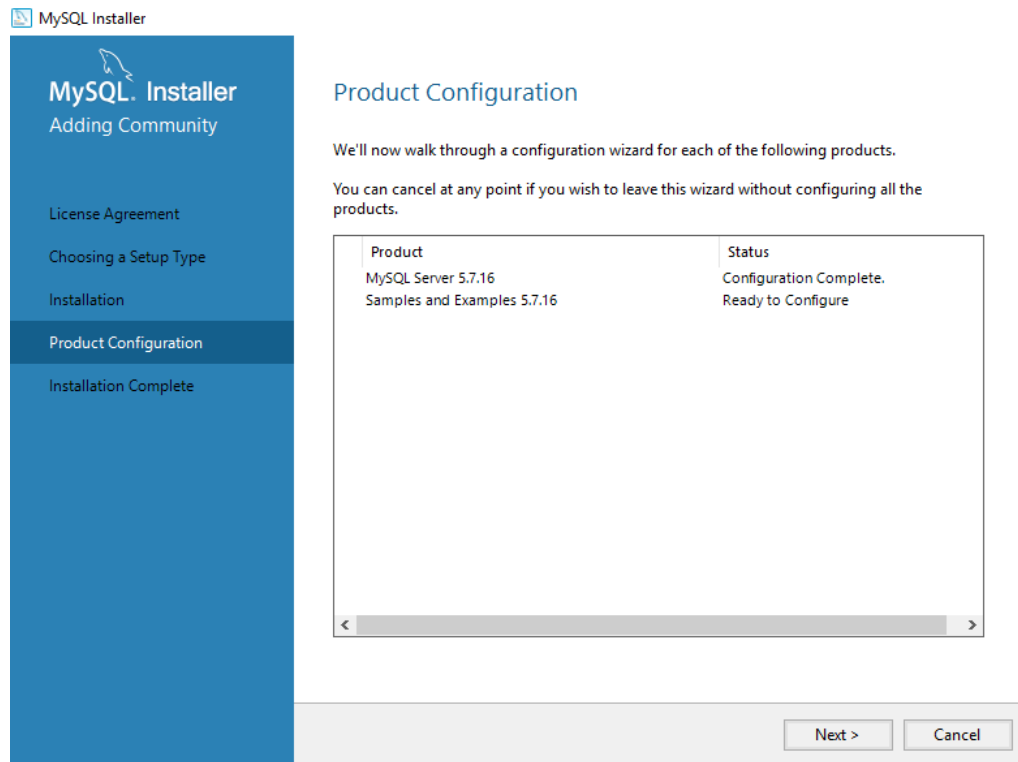 MySQL Installer
MySQL. Installer
Adding Community
License Agreement
Choosing a Setup Type
Installation
Product Configuration
Installation Complete
Product Configuration
We'll now walk through a configuration wizard for each of the following products.
You can cancel at any point if you wish to leave this wizard without configuring all the
products.
Product Status
MySQL Server 5.7.16 Configuration Complete.
Samples and Examples 5.7.16 Ready to Configure
Next > Cancel